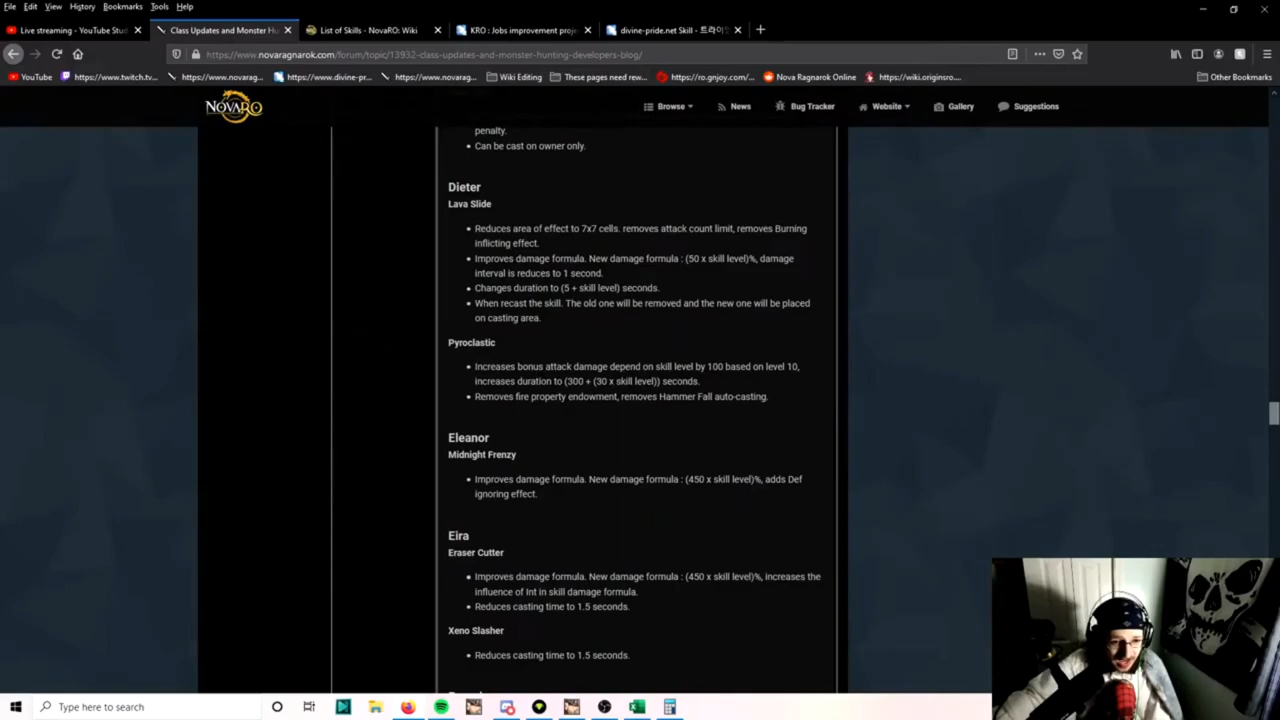 File Edit View History Bookmarks Tools Help
Live streaming - YouTube Stud
Class Updates and Monster Hu
List of Skills - NovaRO: Wiki
KRO : Jobs improvement proj
divine-pride.net Skill - 트라이앵
https://www.novaragnarok.com/forum/topic/13932-class-updates-and-monster-hunting-developers-blog/
YouTube https://www.twitch.tv... https://www.novarag... https://www.divine-pr... https://www.novarag... Wiki Editing These pages need rew... https://ro.gnjoy.com/... Nova Ragnarok Online https://wiki.originsro.... Other Bookmarks
NOVARO Browse News Bug Tracker Website Gallery Suggestions
penalty.
Can be cast on owner only.
Dieter
Lava Slide
Reduces area of effect to 7x7 cells. removes attack count limit, removes Burning
inflicting effect.
Improves damage formula. New damage formula : (50 x skill level)%, damage
interval is reduces to 1 second.
Changes duration to (5 + skill level) seconds.
When recast the skill. The old one will be removed and the new one will be placed
on casting area.
Pyroclastic
Increases bonus attack damage depend on skill level by 100 based on level 10,
increases duration to (300 + (30 x skill level)) seconds.
Removes fire property endowment, removes Hammer Fall auto-casting.
Eleanor
Midnight Frenzy
Improves damage formula. New damage formula : (450 x skill level)%, adds Def
ignoring effect.
Eira
Eraser Cutter
Improves damage formula. New damage formula : (450 x skill level)%, increases the
influence of Int in skill damage formula.
Reduces casting time to 1.5 seconds.
Xeno Slasher
Reduces casting time to 1.5 seconds.
Type here to search